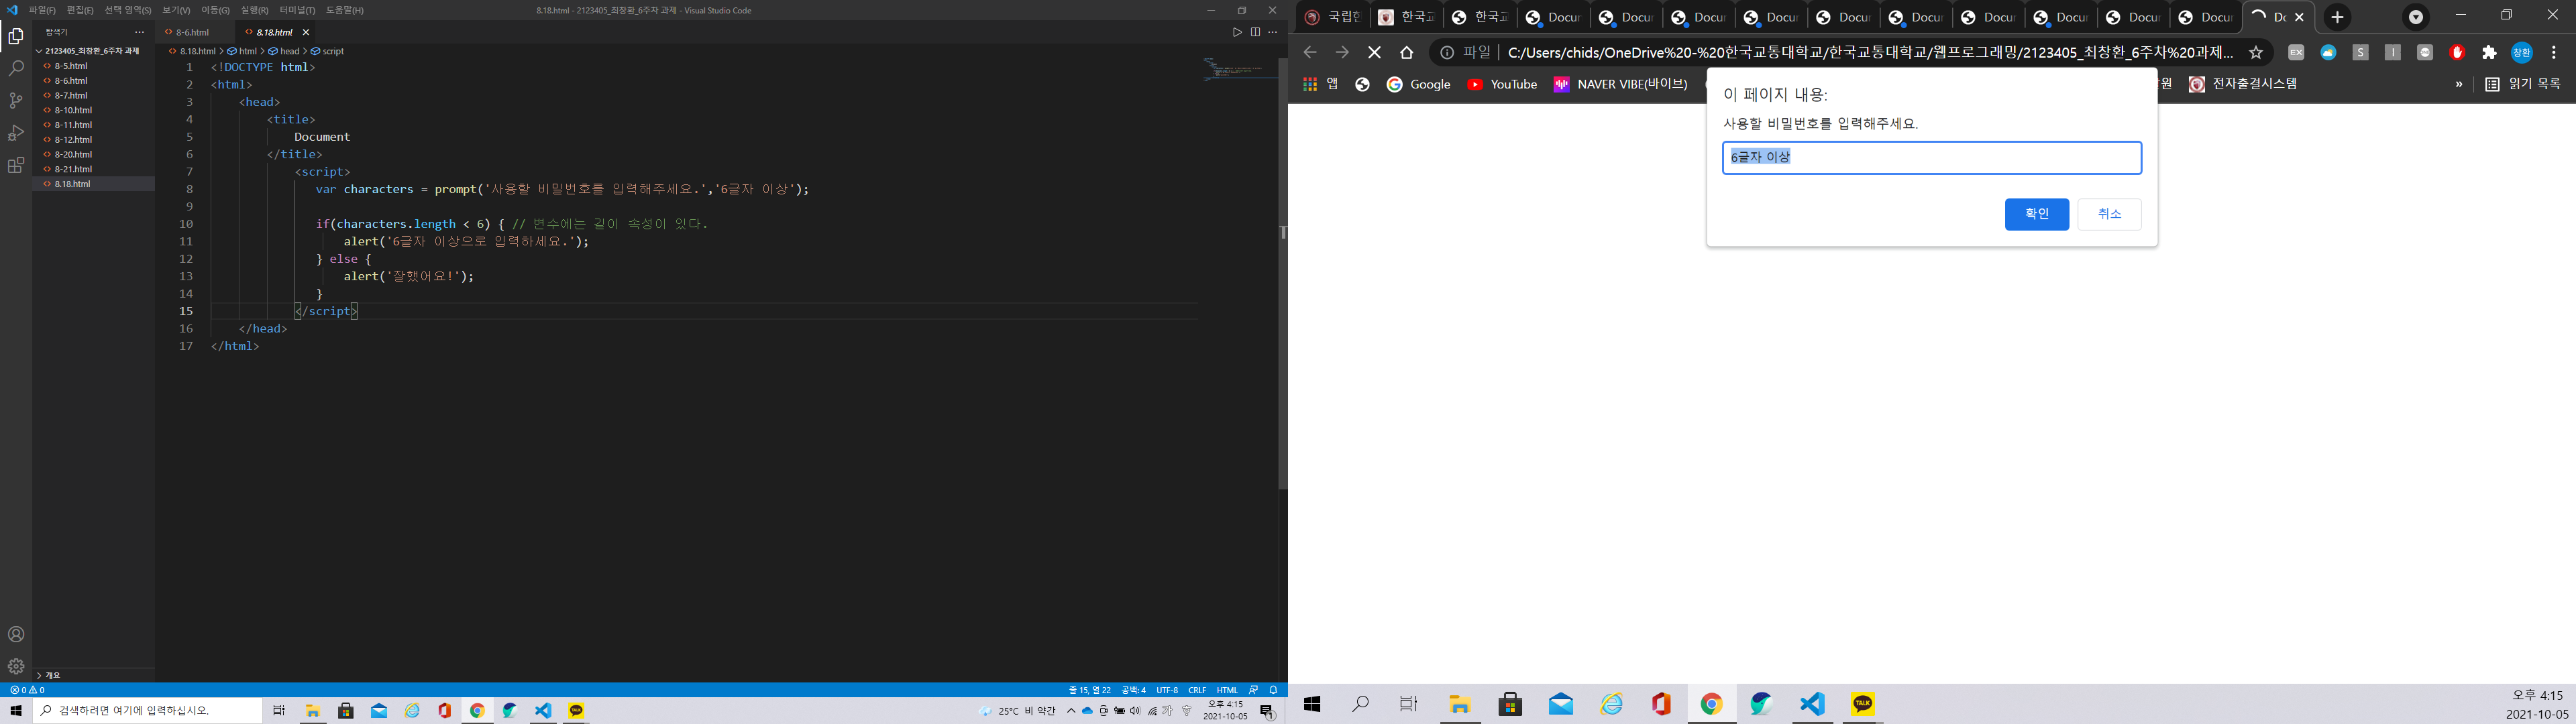 파일(F) 편집(E) 선택 영역(S) 보기(V) 이동(G) 실행(R) 터미널(T) 도움말(H)
8.18.html - 2123405_최창환_6주차 과제 - Visual Studio Code
탐색기 ···
2123405_최창환_6주차 과제
8-5.html
8-6.html
8-7.html
8-10.html
8-11.html
8-12.html
8-20.html
8-21.html
8.18.html
개요
8-6.html 8.18.html
8.18.html > html > head > script
1 <!DOCTYPE html>
2 <html>
3 <head>
4 <title>
5 Document
6 </title>
7 <script>
8 var characters = prompt('사용할 비밀번호를 입력해주세요.','6글자 이상');
9
10 if(characters.length < 6) { // 변수에는 길이 속성이 있다.
11 alert('6글자 이상으로 입력하세요.');
12 } else {
13 alert('잘했어요!');
14 }
15 </script>
16 </head>
17 </html>
0 0 줄 15, 열 22 공백: 4 UTF-8 CRLF HTML
검색하려면 여기에 입력하십시오.
25°C 비 약간
오후 4:15
2021-10-05
1
국립한 한국교 한국교 Docur Docur Docur Docur Docur Docur Docur Docur Docur Docur Do
파일 C:/Users/chids/OneDrive%20-%20한국교통대학교/한국교통대학교/웹프로그래밍/2123405_최창환_6주차%20과제...
EX S I 창환
앱 Google YouTube NAVER VIBE(바이브) 원 전자출결시스템 » 읽기 목록
이 페이지 내용:
사용할 비밀번호를 입력해주세요.
6글자 이상
확인 취소
TALK
오후 4:15
2021-10-05